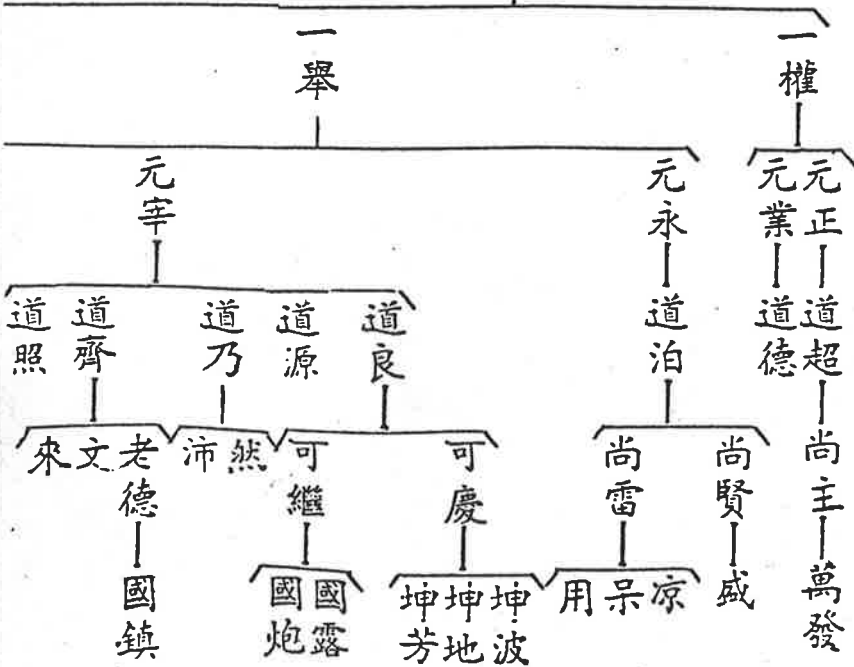 一權
一舉
元正
元業
元永
元宰
道超
道德
道泊
道良
道源
道乃
道齊
道照
尚主
尚賢
尚雷
可慶
可繼
然
沛
老德
文
來
萬發
盛
凉
呆
用
坤波
坤地
坤芳
國露
國炮
國鎮